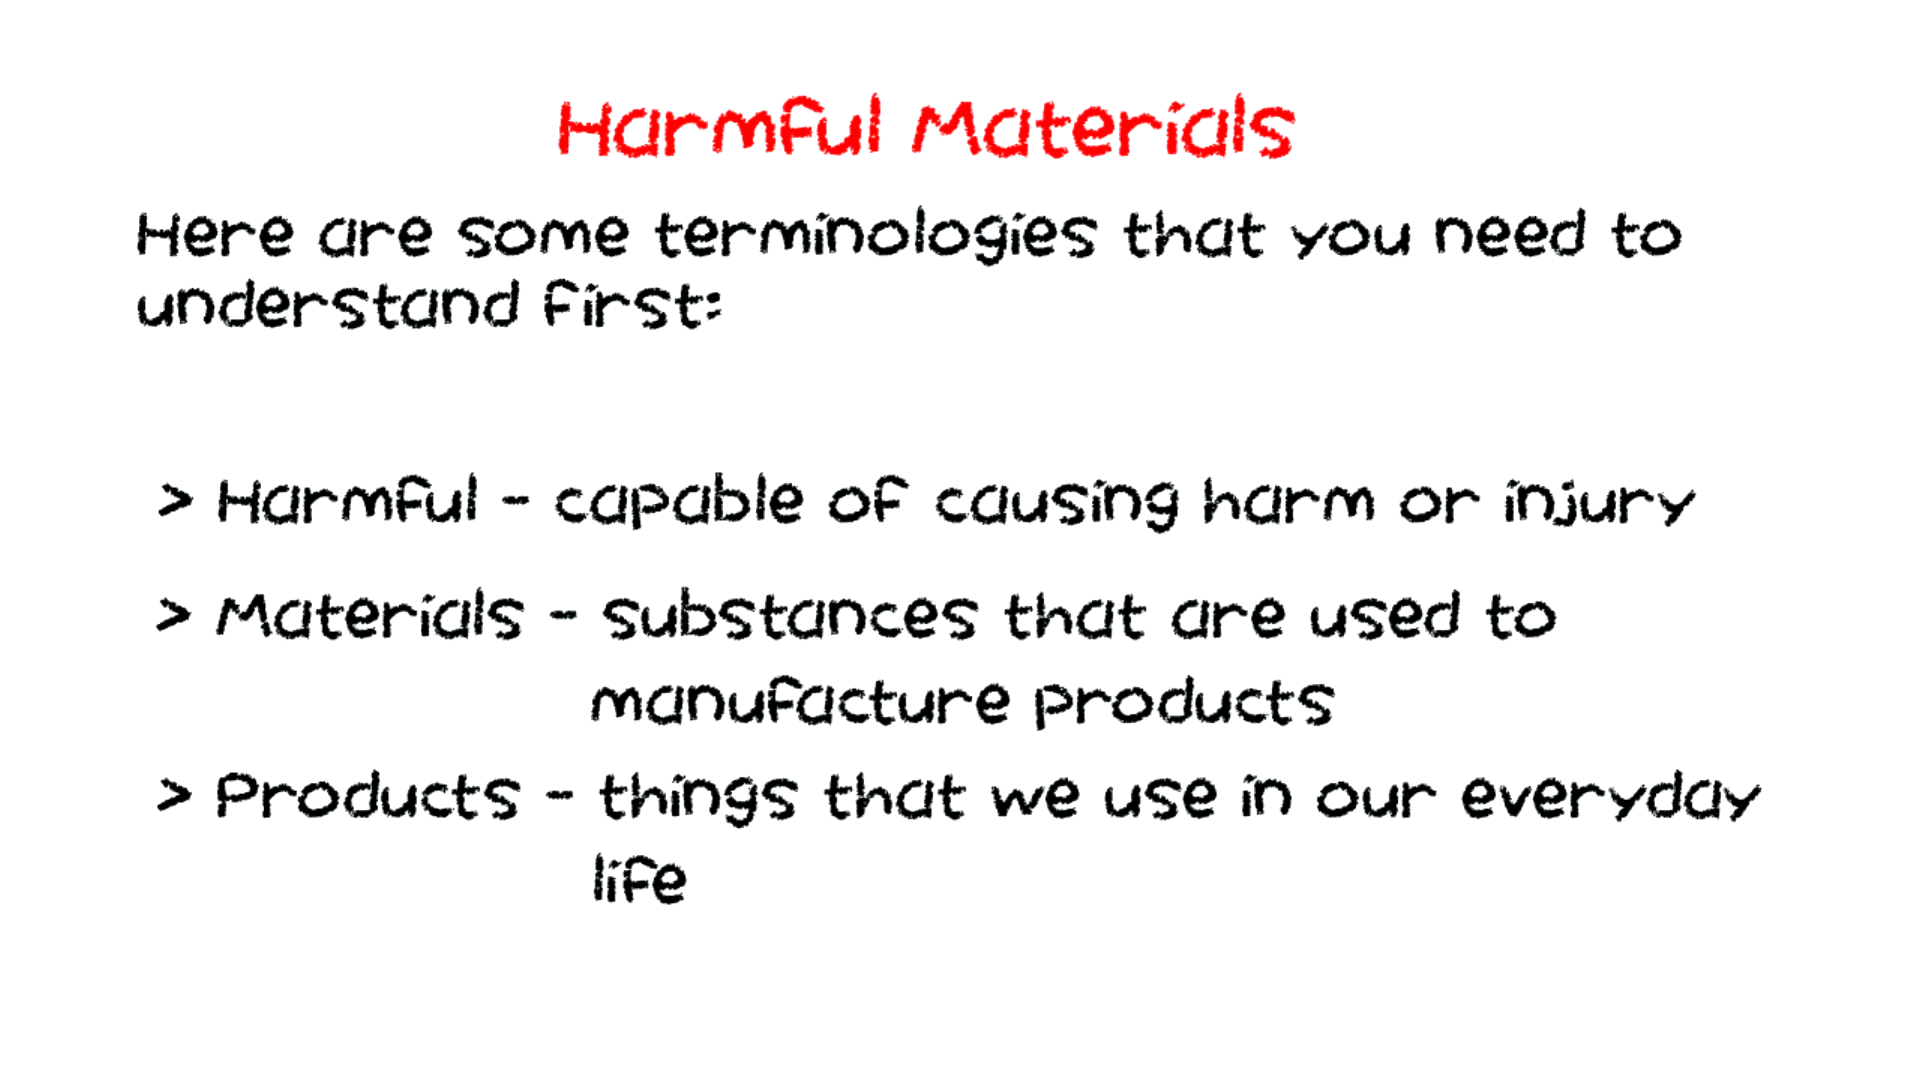 Harmful Materials
Here are some terminologies that you need to
understand first:
> Harmful - capable of causing harm or injury
> Materials - substances that are used to
manufacture products
> Products - things that we use in our everyday
life